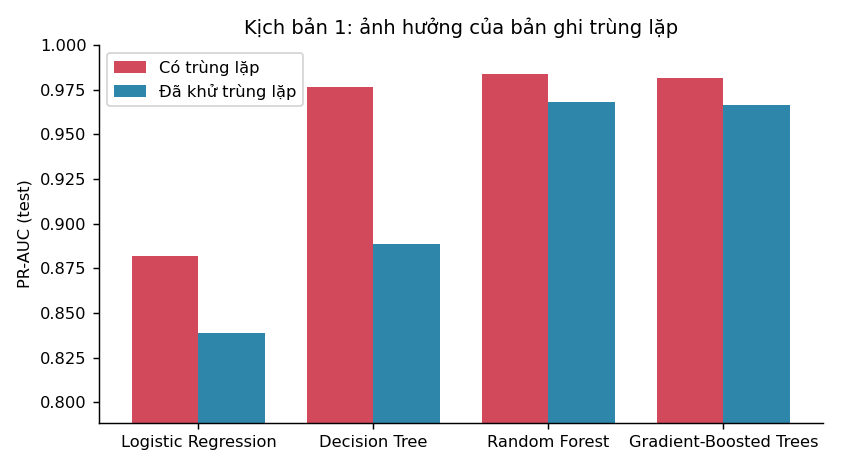 Kịch bản 1: ảnh hưởng của bản ghi trùng lặp
Có trùng lặp
Đã khử trùng lặp
PR-AUC (test)
1.000
0.975
0.950
0.925
0.900
0.875
0.850
0.825
0.800
Logistic Regression
Decision Tree
Random Forest
Gradient-Boosted Trees